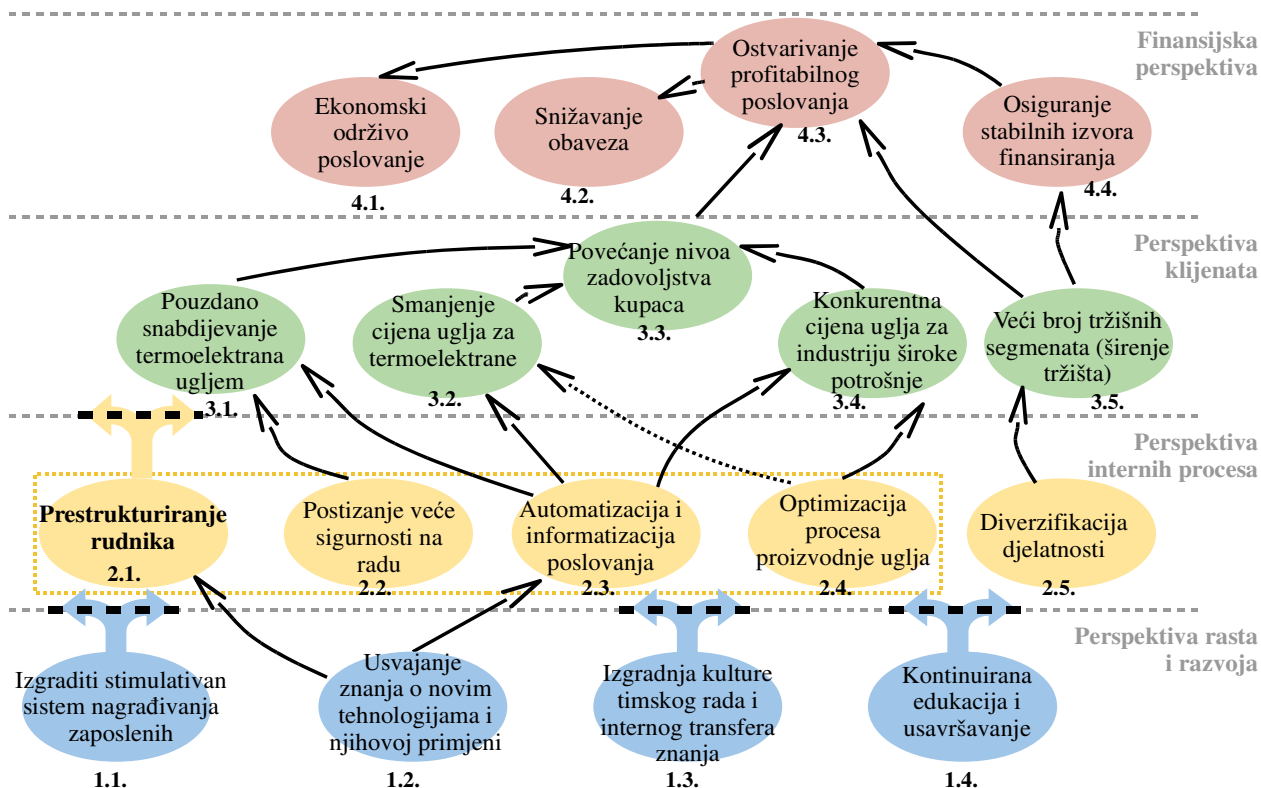 Finansijska
perspektiva
Ostvarivanje
profitabilnog
poslovanja
4.3.
Ekonomski
održivo
poslovanje
4.1.
Snižavanje
obaveza
4.2.
Osiguranje
stabilnih izvora
finansiranja
4.4.
Perspektiva
klijenata
Pouzdano
snabdijevanje
termoelektrana
ugljem
3.1.
Smanjenje
cijena uglja za
termoelektrane
3.2.
Povećanje nivoa
zadovoljstva
kupaca
3.3.
Konkurentna
cijena uglja za
industriju široke
potrošnje
3.4.
Veći broj tržišnih
segmenata (širenje
tržišta)
3.5.
Perspektiva
internih procesa
Prestrukturiranje
rudnika
2.1.
Postizanje veće
sigurnosti na
radu
2.2.
Automatizacija i
informatizacija
poslovanja
2.3.
Optimizacija
procesa
proizvodnje uglja
2.4.
Diverzifikacija
djelatnosti
2.5.
Perspektiva rasta
i razvoja
Izgraditi stimulativan
sistem nagrađivanja
zaposlenih
1.1.
Usvajanje
znanja o novim
tehnologijama i
njihovoj primjeni
1.2.
Izgradnja kulture
timskog rada i
internog transfera
znanja
1.3.
Kontinuirana
edukacija i
usavršavanje
1.4.